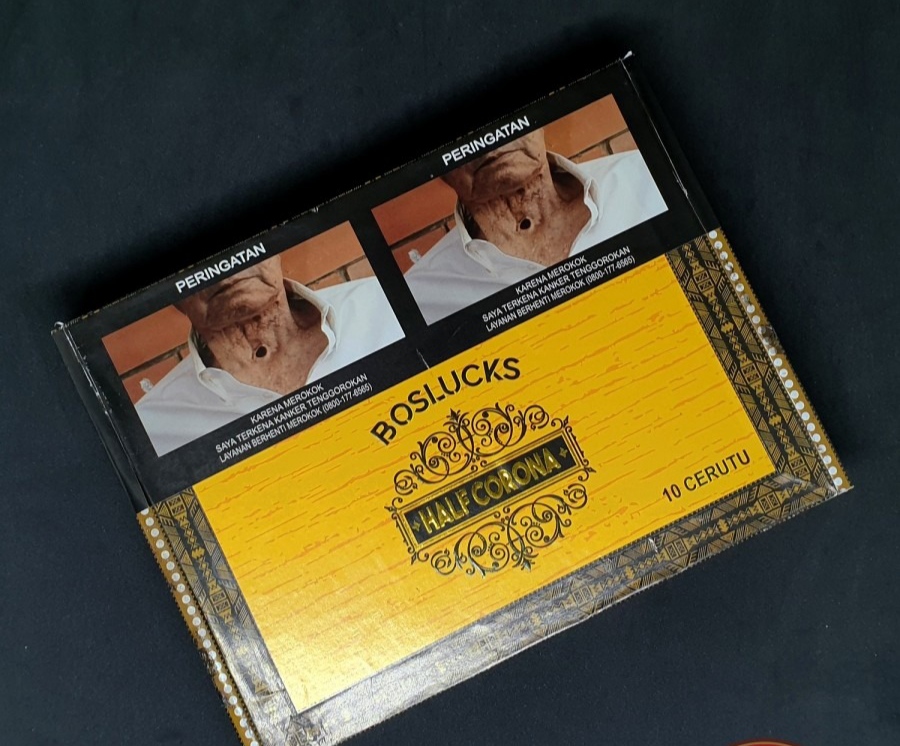 PERINGATAN
KARENA MEROKOK
SAYA TERKENA KANKER TENGGOROKAN
LAYANAN BERHENTI MEROKOK (0800-177-6565)
PERINGATAN
KARENA MEROKOK
SAYA TERKENA KANKER TENGGOROKAN
LAYANAN BERHENTI MEROKOK (0800-177-6565)
BOSLUCKS
HALF CORONA
10 CERUTU